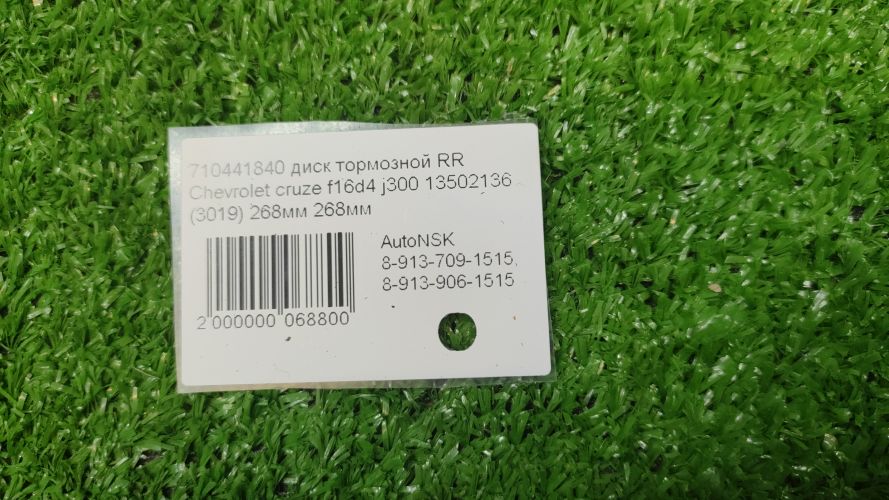 710441840 диск тормозной RR
Chevrolet cruze f16d4 j300 13502136
(3019) 268мм 268мм
AutoNSK
8-913-709-1515,
8-913-906-1515
2 000000 068800